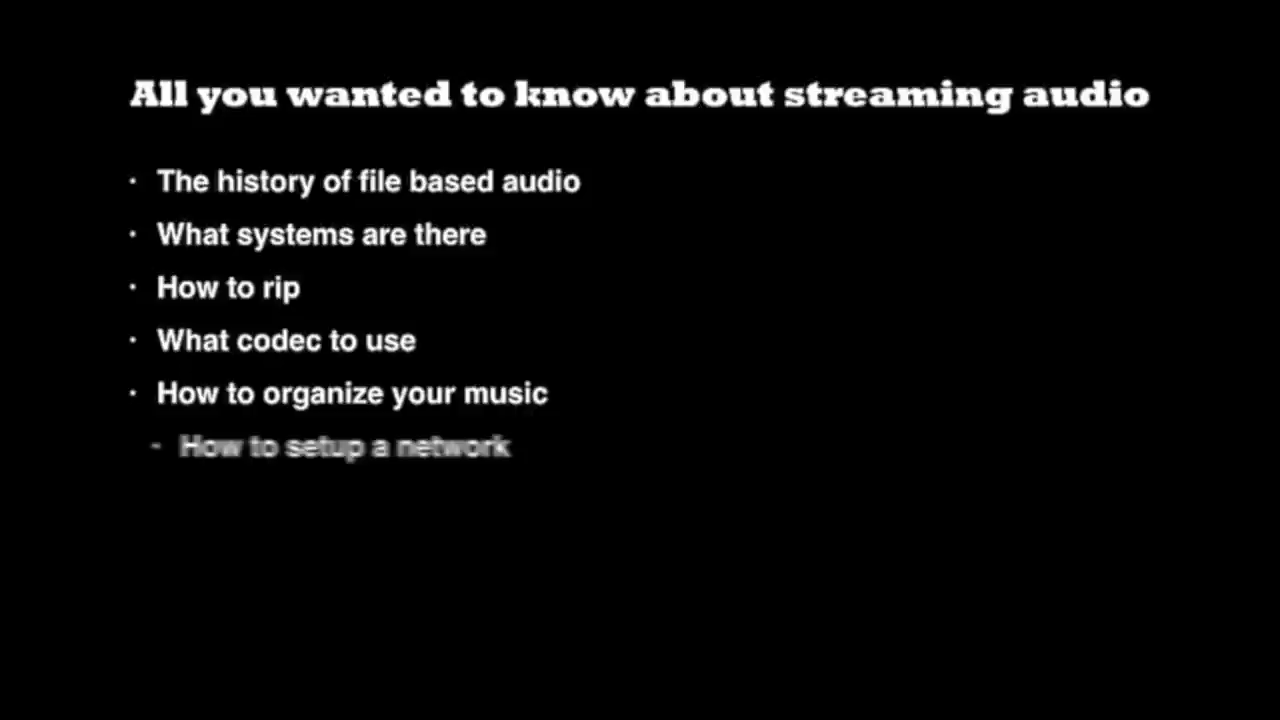 All you wanted to know about streaming audio
· The history of file based audio
· What systems are there
· How to rip
· What codec to use
· How to organize your music
- How to setup a network